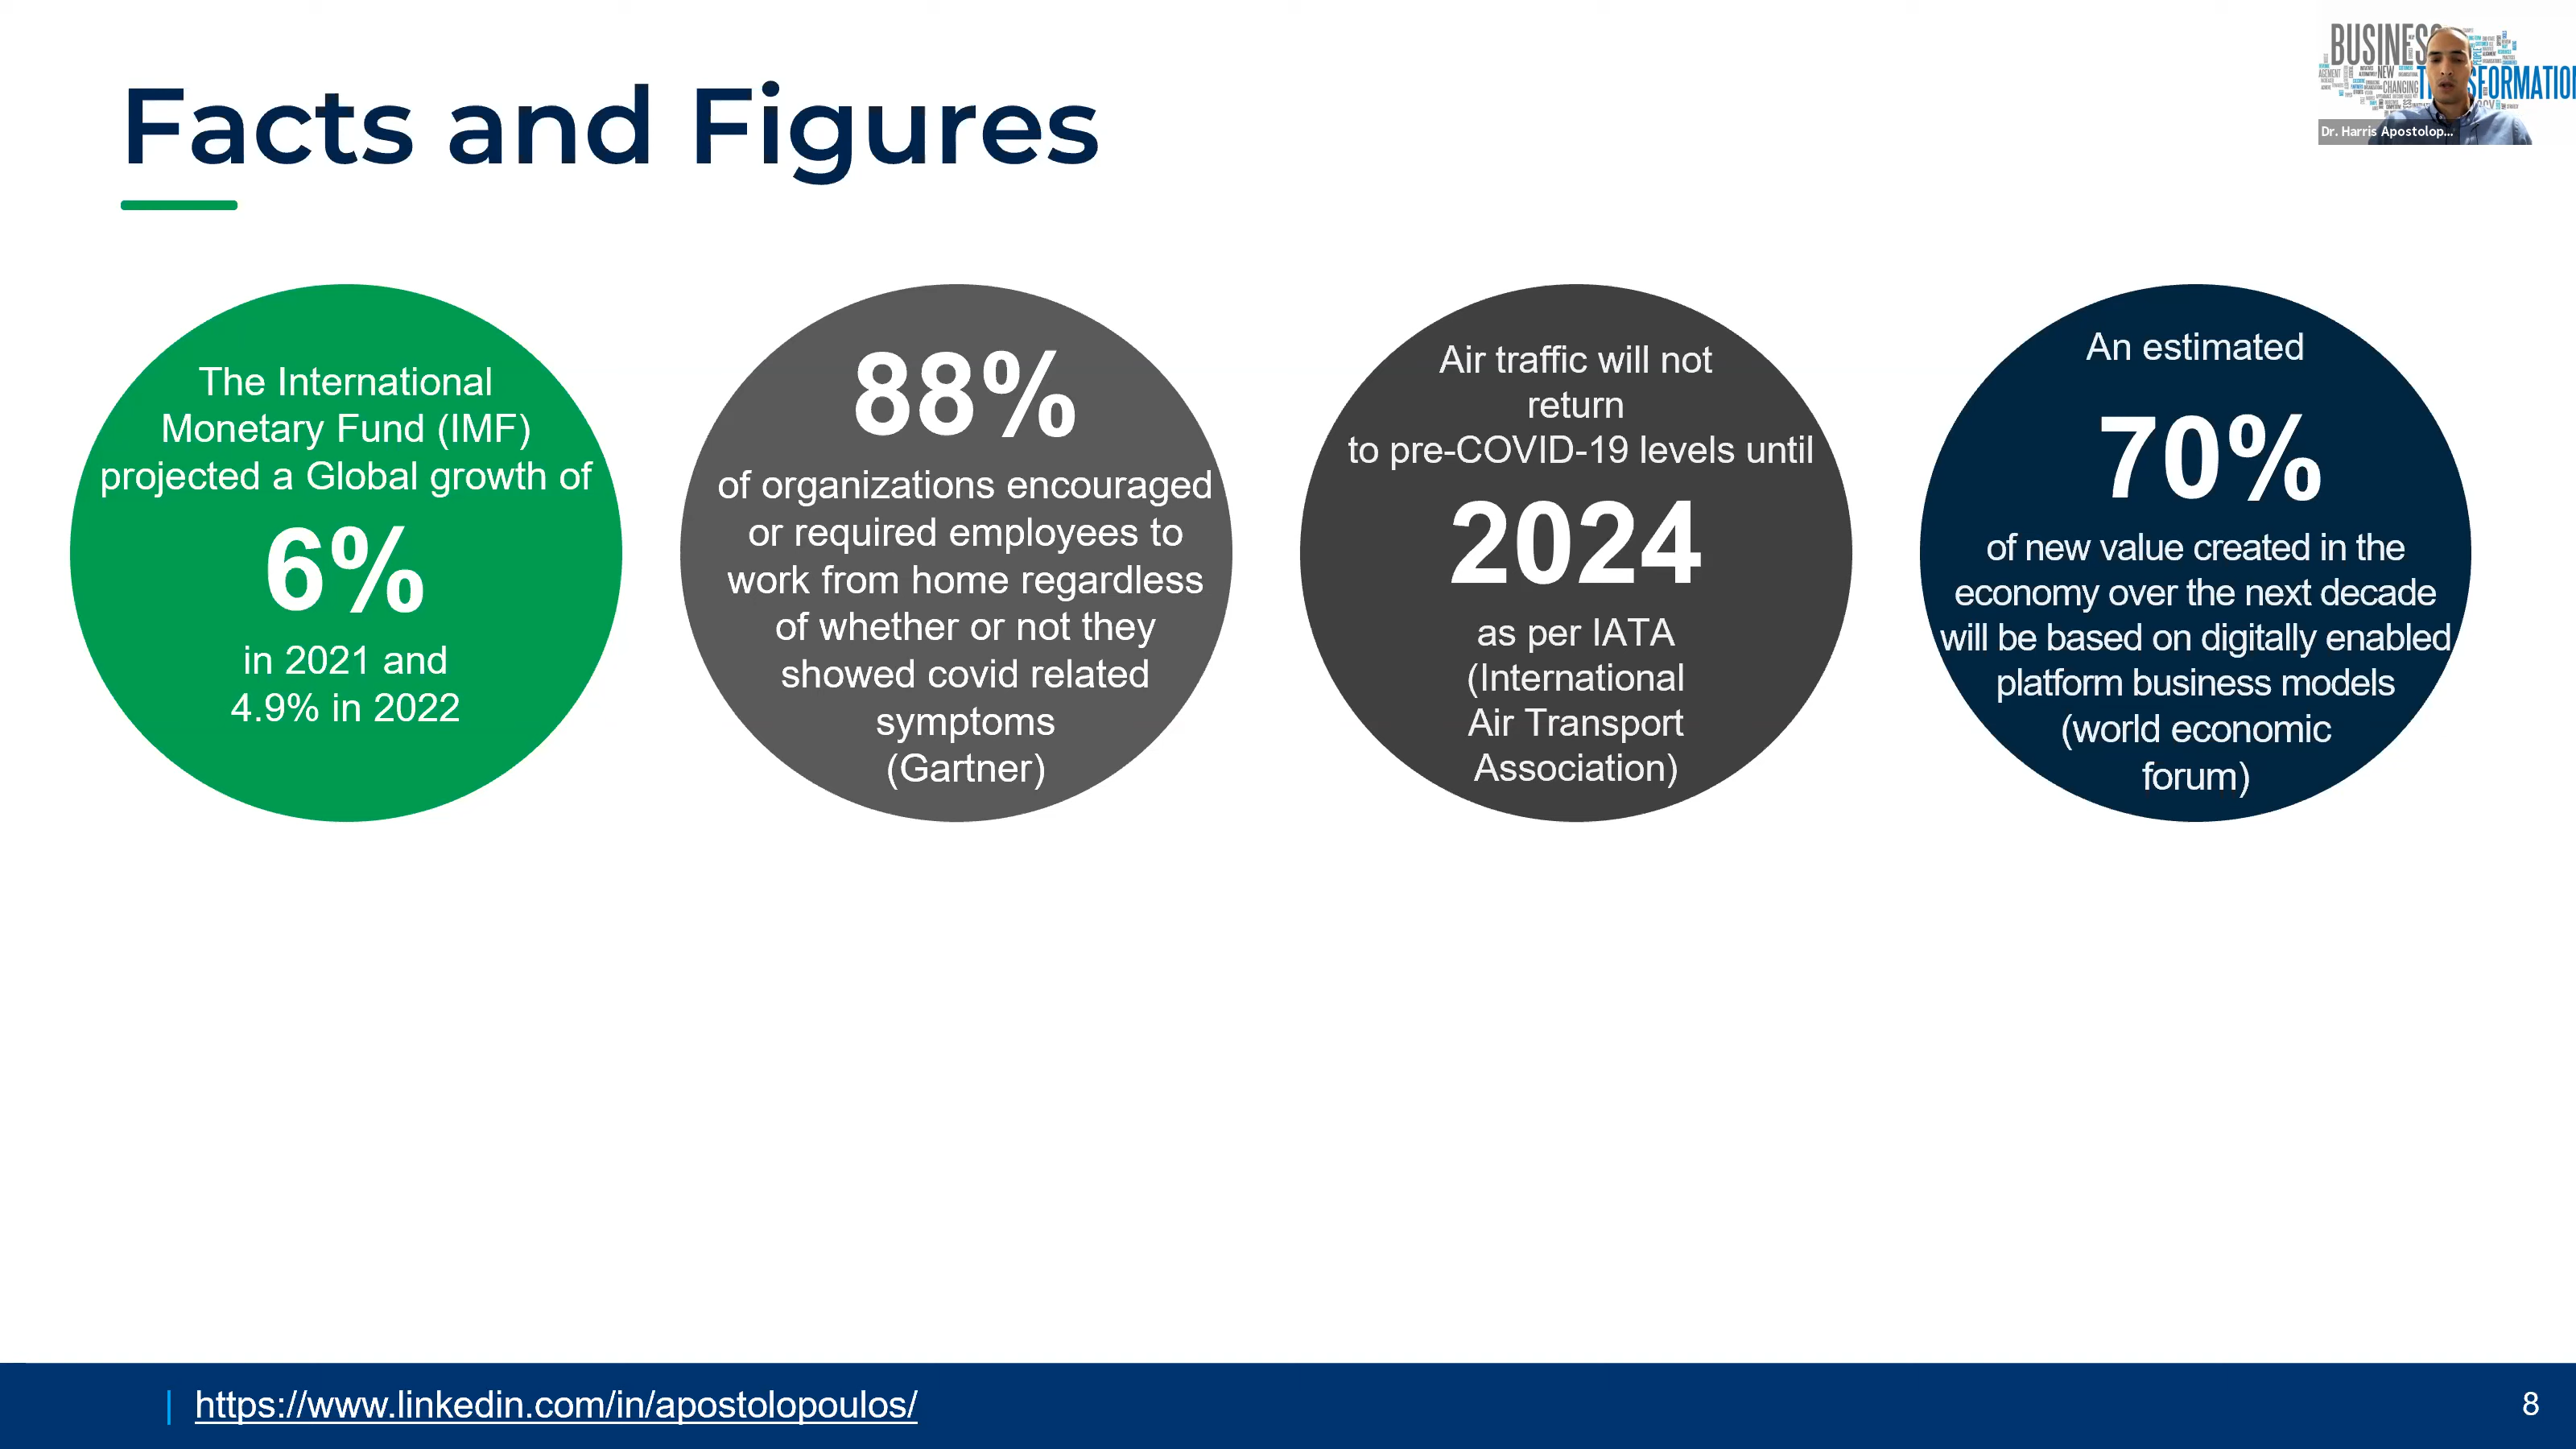 Facts and Figures
BUSINESS
NEW
CHANGING
Dr. Harris Apostolop...
The International
Monetary Fund (IMF)
projected a Global growth of
6%
in 2021 and
4.9% in 2022
88%
of organizations encouraged
or required employees to
work from home regardless
of whether or not they
showed covid related
symptoms
(Gartner)
Air traffic will not
return
to pre-COVID-19 levels until
2024
as per IATA
(International
Air Transport
Association)
An estimated
70%
of new value created in the
economy over the next decade
will be based on digitally enabled
platform business models
(world economic
forum)
| https://www.linkedin.com/in/apostolopoulos/
8